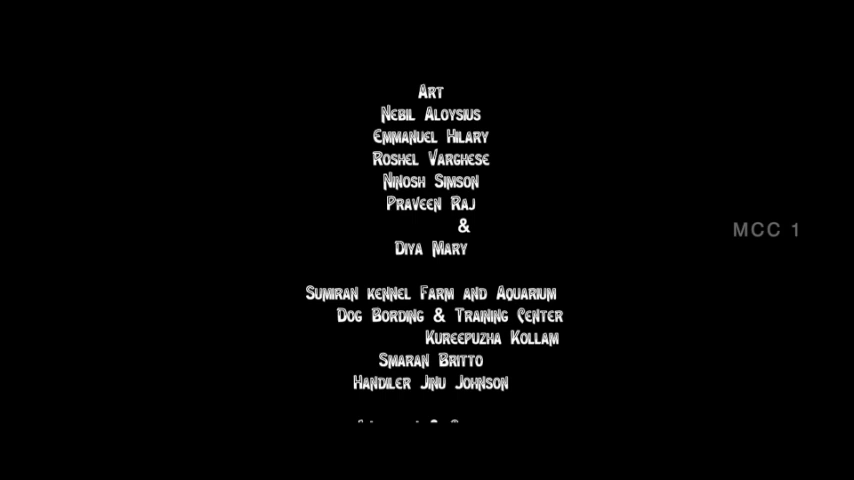 Art
Nebil Aloysius
Emmanuel Hilary
Roshel Varghese
Ninosh Simson
Praveen Raj
&
Diya Mary
Sumiran kennel Farm and Aquarium
Dog Bording & Training Center
Kureepuzha Kollam
Smaran Britto
Handiler Jinu Johnson
MCC 1